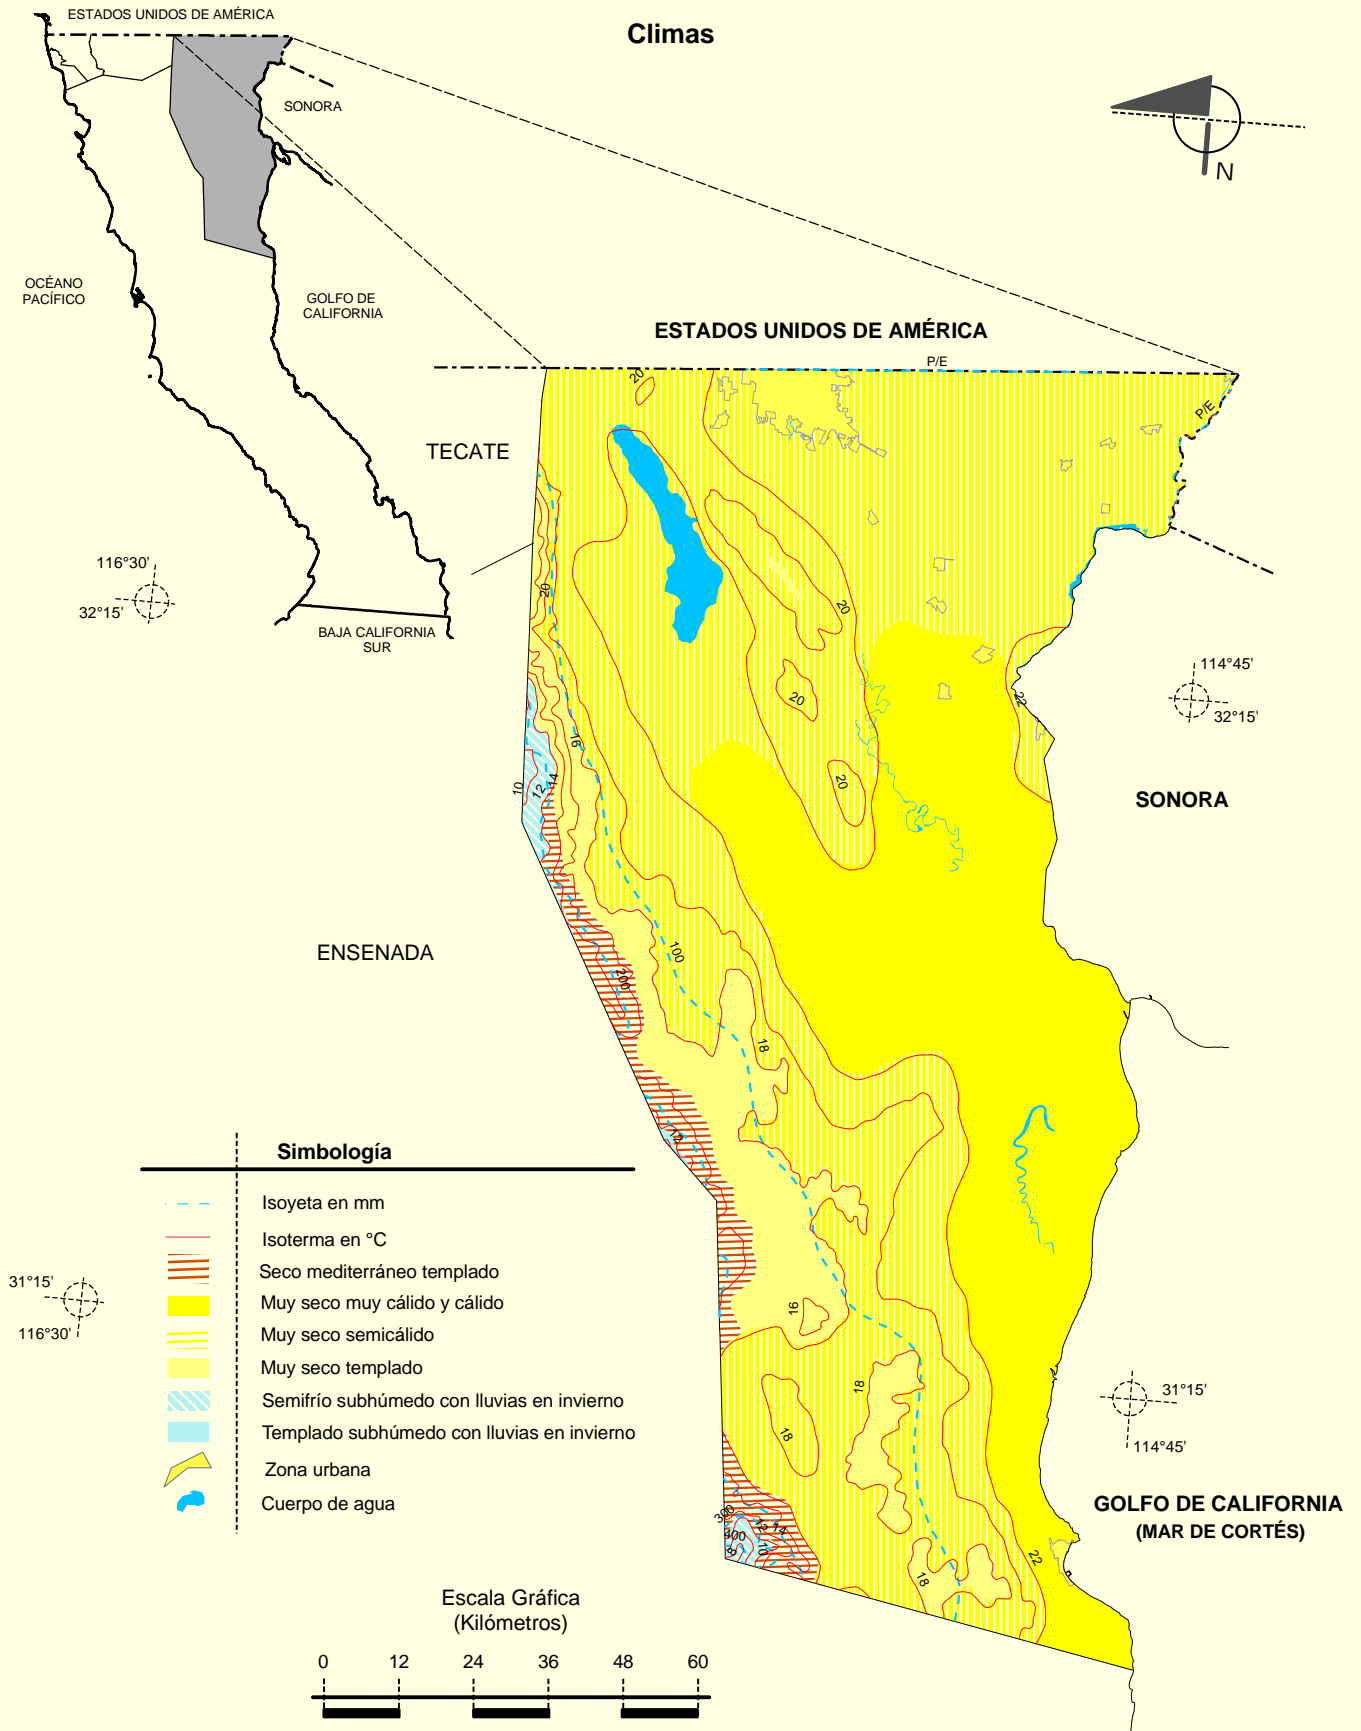 Climas
ESTADOS UNIDOS DE AMÉRICA
SONORA
N
OCÉANO
PACÍFICO
GOLFO DE
CALIFORNIA
BAJA CALIFORNIA
SUR
ESTADOS UNIDOS DE AMÉRICA
P/E
P/E
TECATE
116°30'
32°15'
114°45'
32°15'
SONORA
ENSENADA
20
20
20
20
20
22
16
10
12
14
100
200
18
12
16
18
18
300
400
12
14
10
8
18
22
Simbología
Isoyeta en mm
Isoterma en °C
Seco mediterráneo templado
Muy seco muy cálido y cálido
Muy seco semicálido
Muy seco templado
Semifrío subhúmedo con lluvias en invierno
Templado subhúmedo con lluvias en invierno
Zona urbana
Cuerpo de agua
31°15'
116°30'
31°15'
114°45'
GOLFO DE CALIFORNIA
(MAR DE CORTÉS)
Escala Gráfica
(Kilómetros)
0 12 24 36 48 60